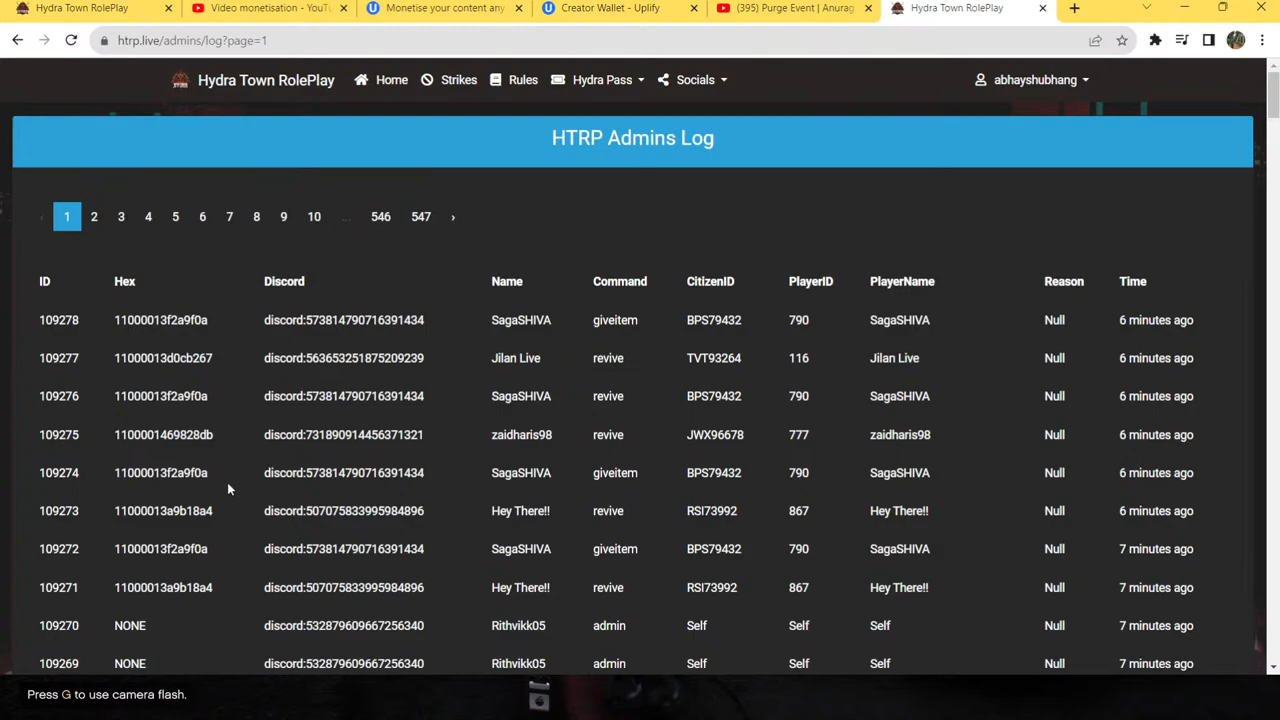 Hydra Town RolePlay
Video monetisation - YouTu
Monetise your content any
Creator Wallet - Uplify
(395) Purge Event | Anurag
Hydra Town RolePlay
htrp.live/admins/log?page=1
Hydra Town RolePlay Home Strikes Rules Hydra Pass Socials abhayshubhang
HTRP Admins Log
‹ 1 2 3 4 5 6 7 8 9 10 ... 546 547 ›
ID Hex Discord Name Command CitizenID PlayerID PlayerName Reason Time
109278 11000013f2a9f0a discord:573814790716391434 SagaSHIVA giveitem BPS79432 790 SagaSHIVA Null 6 minutes ago
109277 11000013d0cb267 discord:563653251875209239 Jilan Live revive TVT93264 116 Jilan Live Null 6 minutes ago
109276 11000013f2a9f0a discord:573814790716391434 SagaSHIVA revive BPS79432 790 SagaSHIVA Null 6 minutes ago
109275 1100001469828db discord:731890914456371321 zaidharis98 revive JWX96678 777 zaidharis98 Null 6 minutes ago
109274 11000013f2a9f0a discord:573814790716391434 SagaSHIVA giveitem BPS79432 790 SagaSHIVA Null 6 minutes ago
109273 11000013a9b18a4 discord:507075833995984896 Hey There!! revive RSI73992 867 Hey There!! Null 6 minutes ago
109272 11000013f2a9f0a discord:573814790716391434 SagaSHIVA giveitem BPS79432 790 SagaSHIVA Null 7 minutes ago
109271 11000013a9b18a4 discord:507075833995984896 Hey There!! revive RSI73992 867 Hey There!! Null 7 minutes ago
109270 NONE discord:532879609667256340 Rithvikk05 admin Self Self Self Null 7 minutes ago
109269 NONE discord:532879609667256340 Rithvikk05 admin Self Self Self Null 7 minutes ago
Press G to use camera flash.